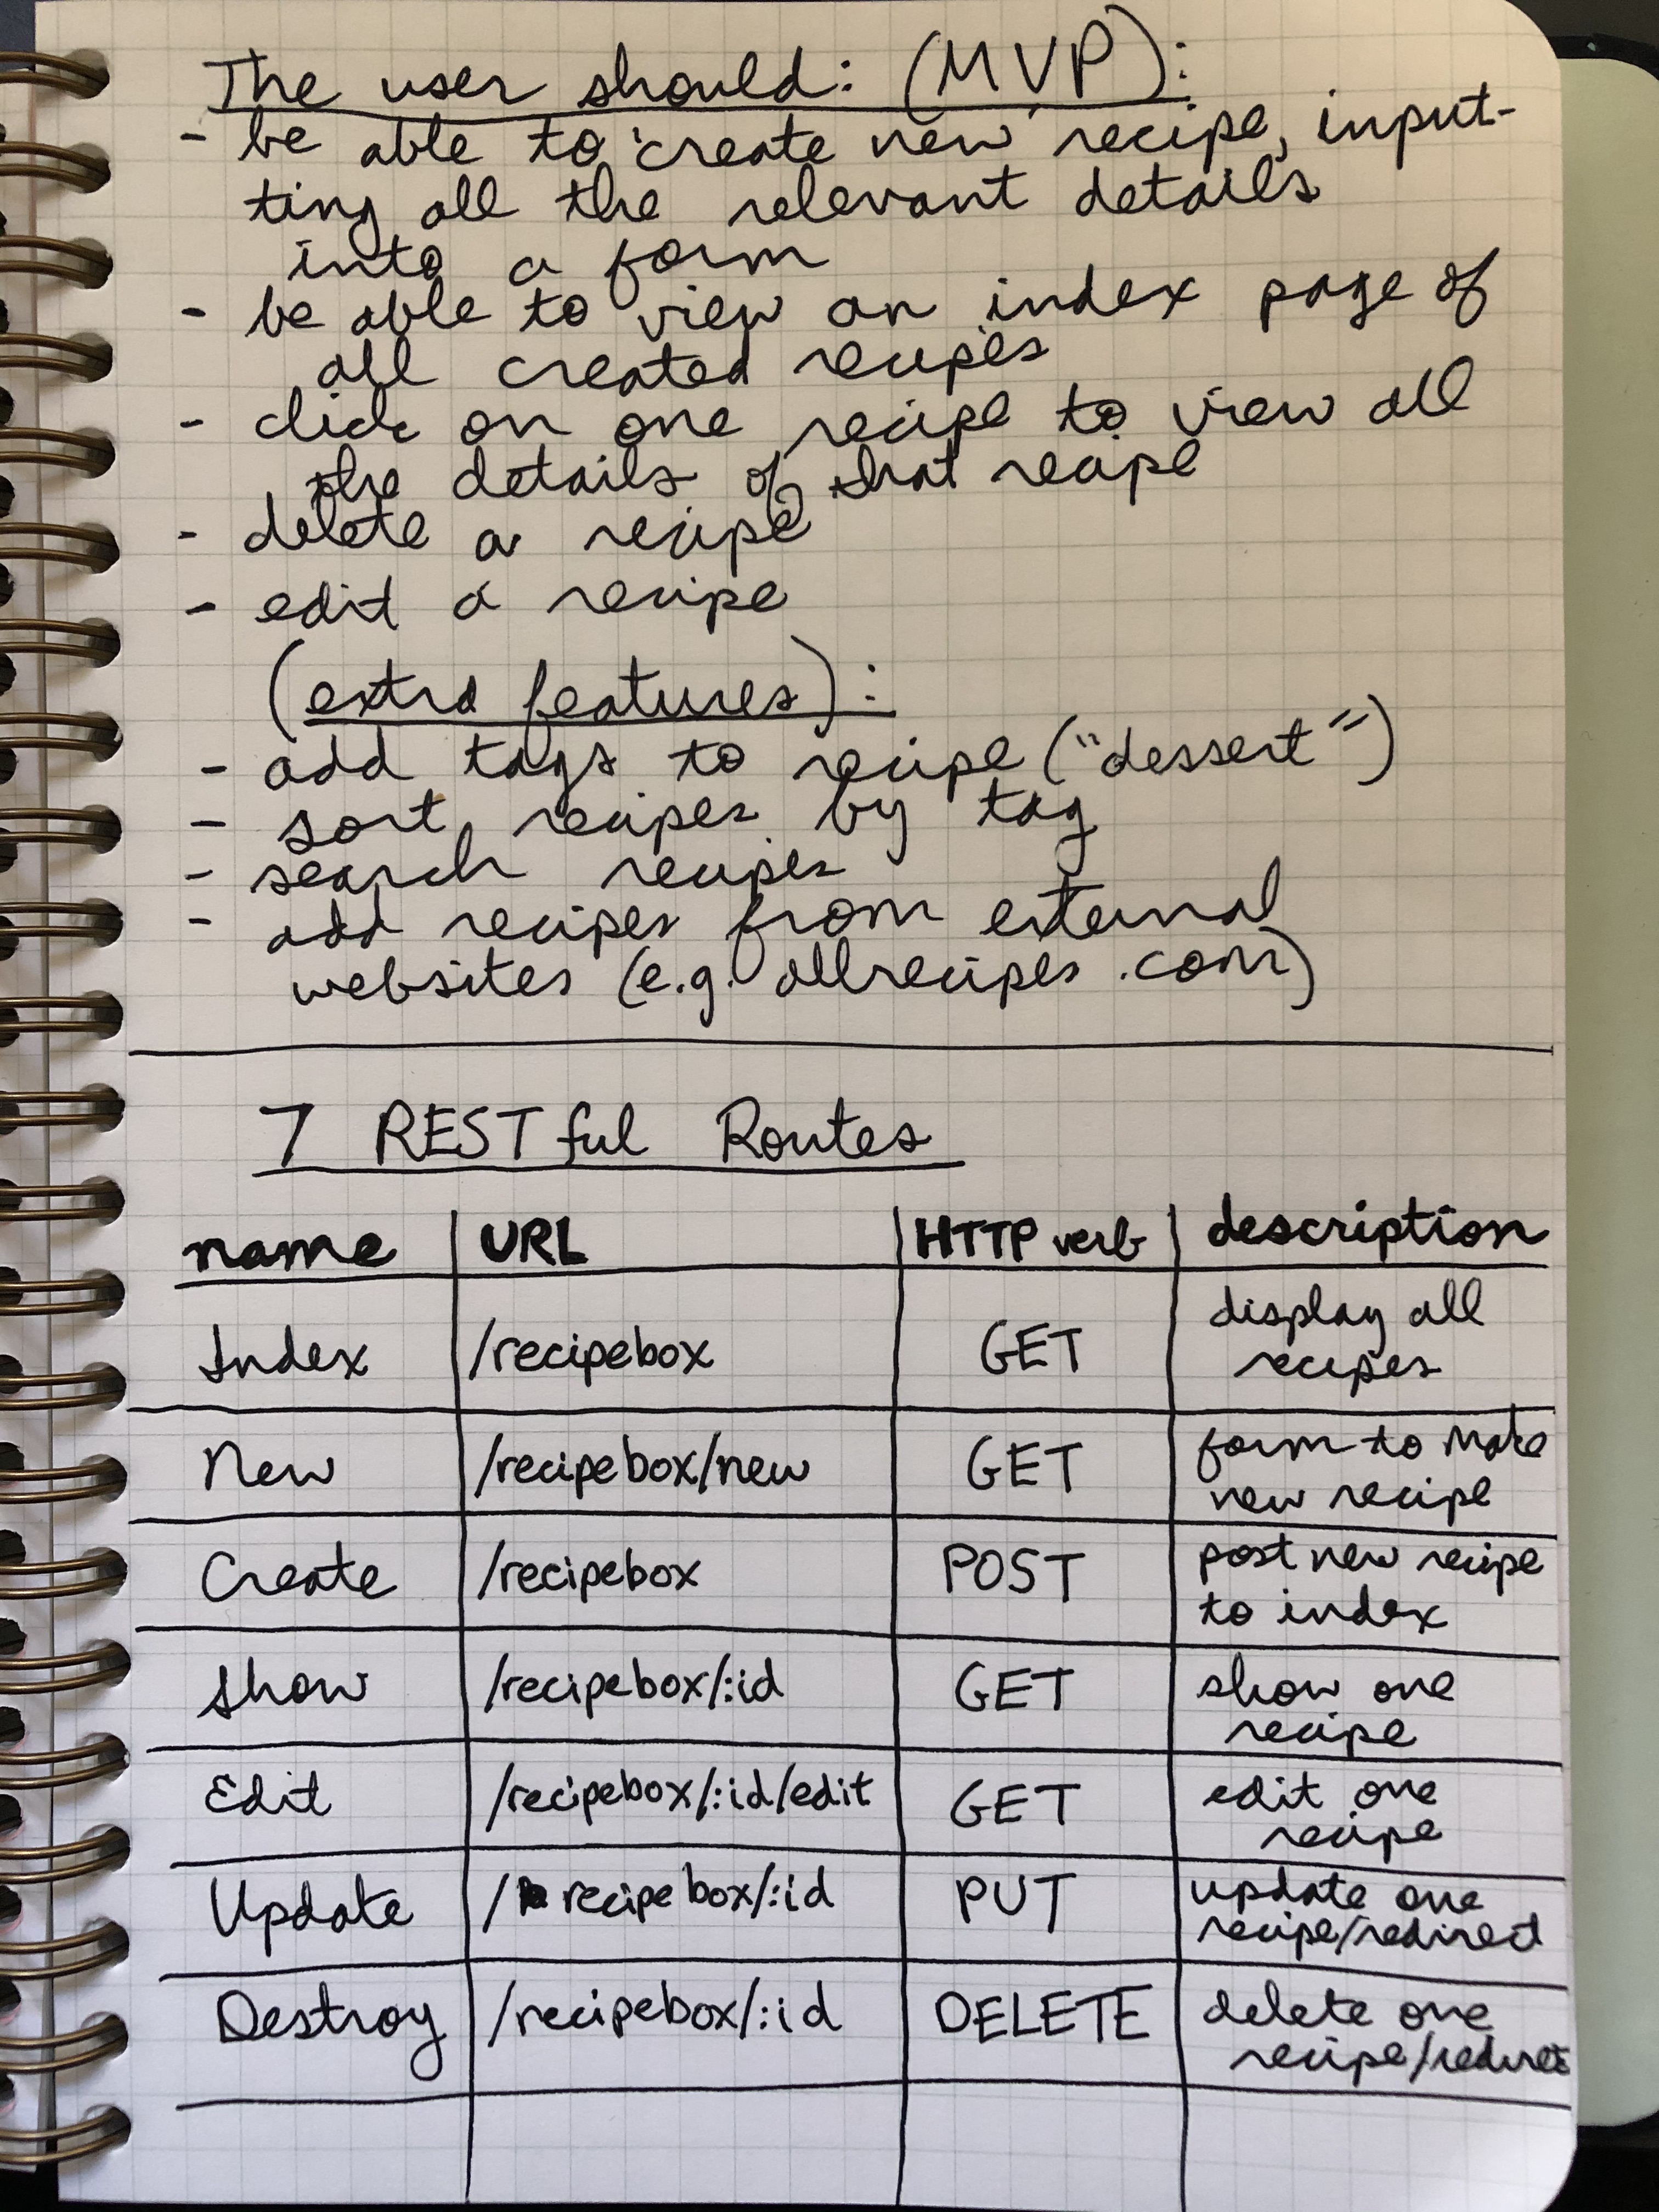 The user should: (MVP):
- be able to create new recipe, input-
ting all the relevant details
into a form
- be able to view an index page of
all created recipes
- click on one recipe to view all
the details of that recipe
- delete a recipe
- edit a recipe
(extra features):
- add tags to recipe ("dessert")
- sort recipes by tag
- search recipes
- add recipes from external
websites (e.g. allrecipes.com)
7 RESTful Routes
name URL HTTP verb description
Index /recipebox GET display all
recipes
New /recipebox/new GET form to make
new recipe
Create /recipebox POST post new recipe
to index
Show /recipebox/:id GET show one
recipe
Edit /recipebox/:id/edit GET edit one
recipe
Update /recipebox/:id PUT update one
recipe/redirect
Destroy /recipebox/:id DELETE delete one
recipe/redirect